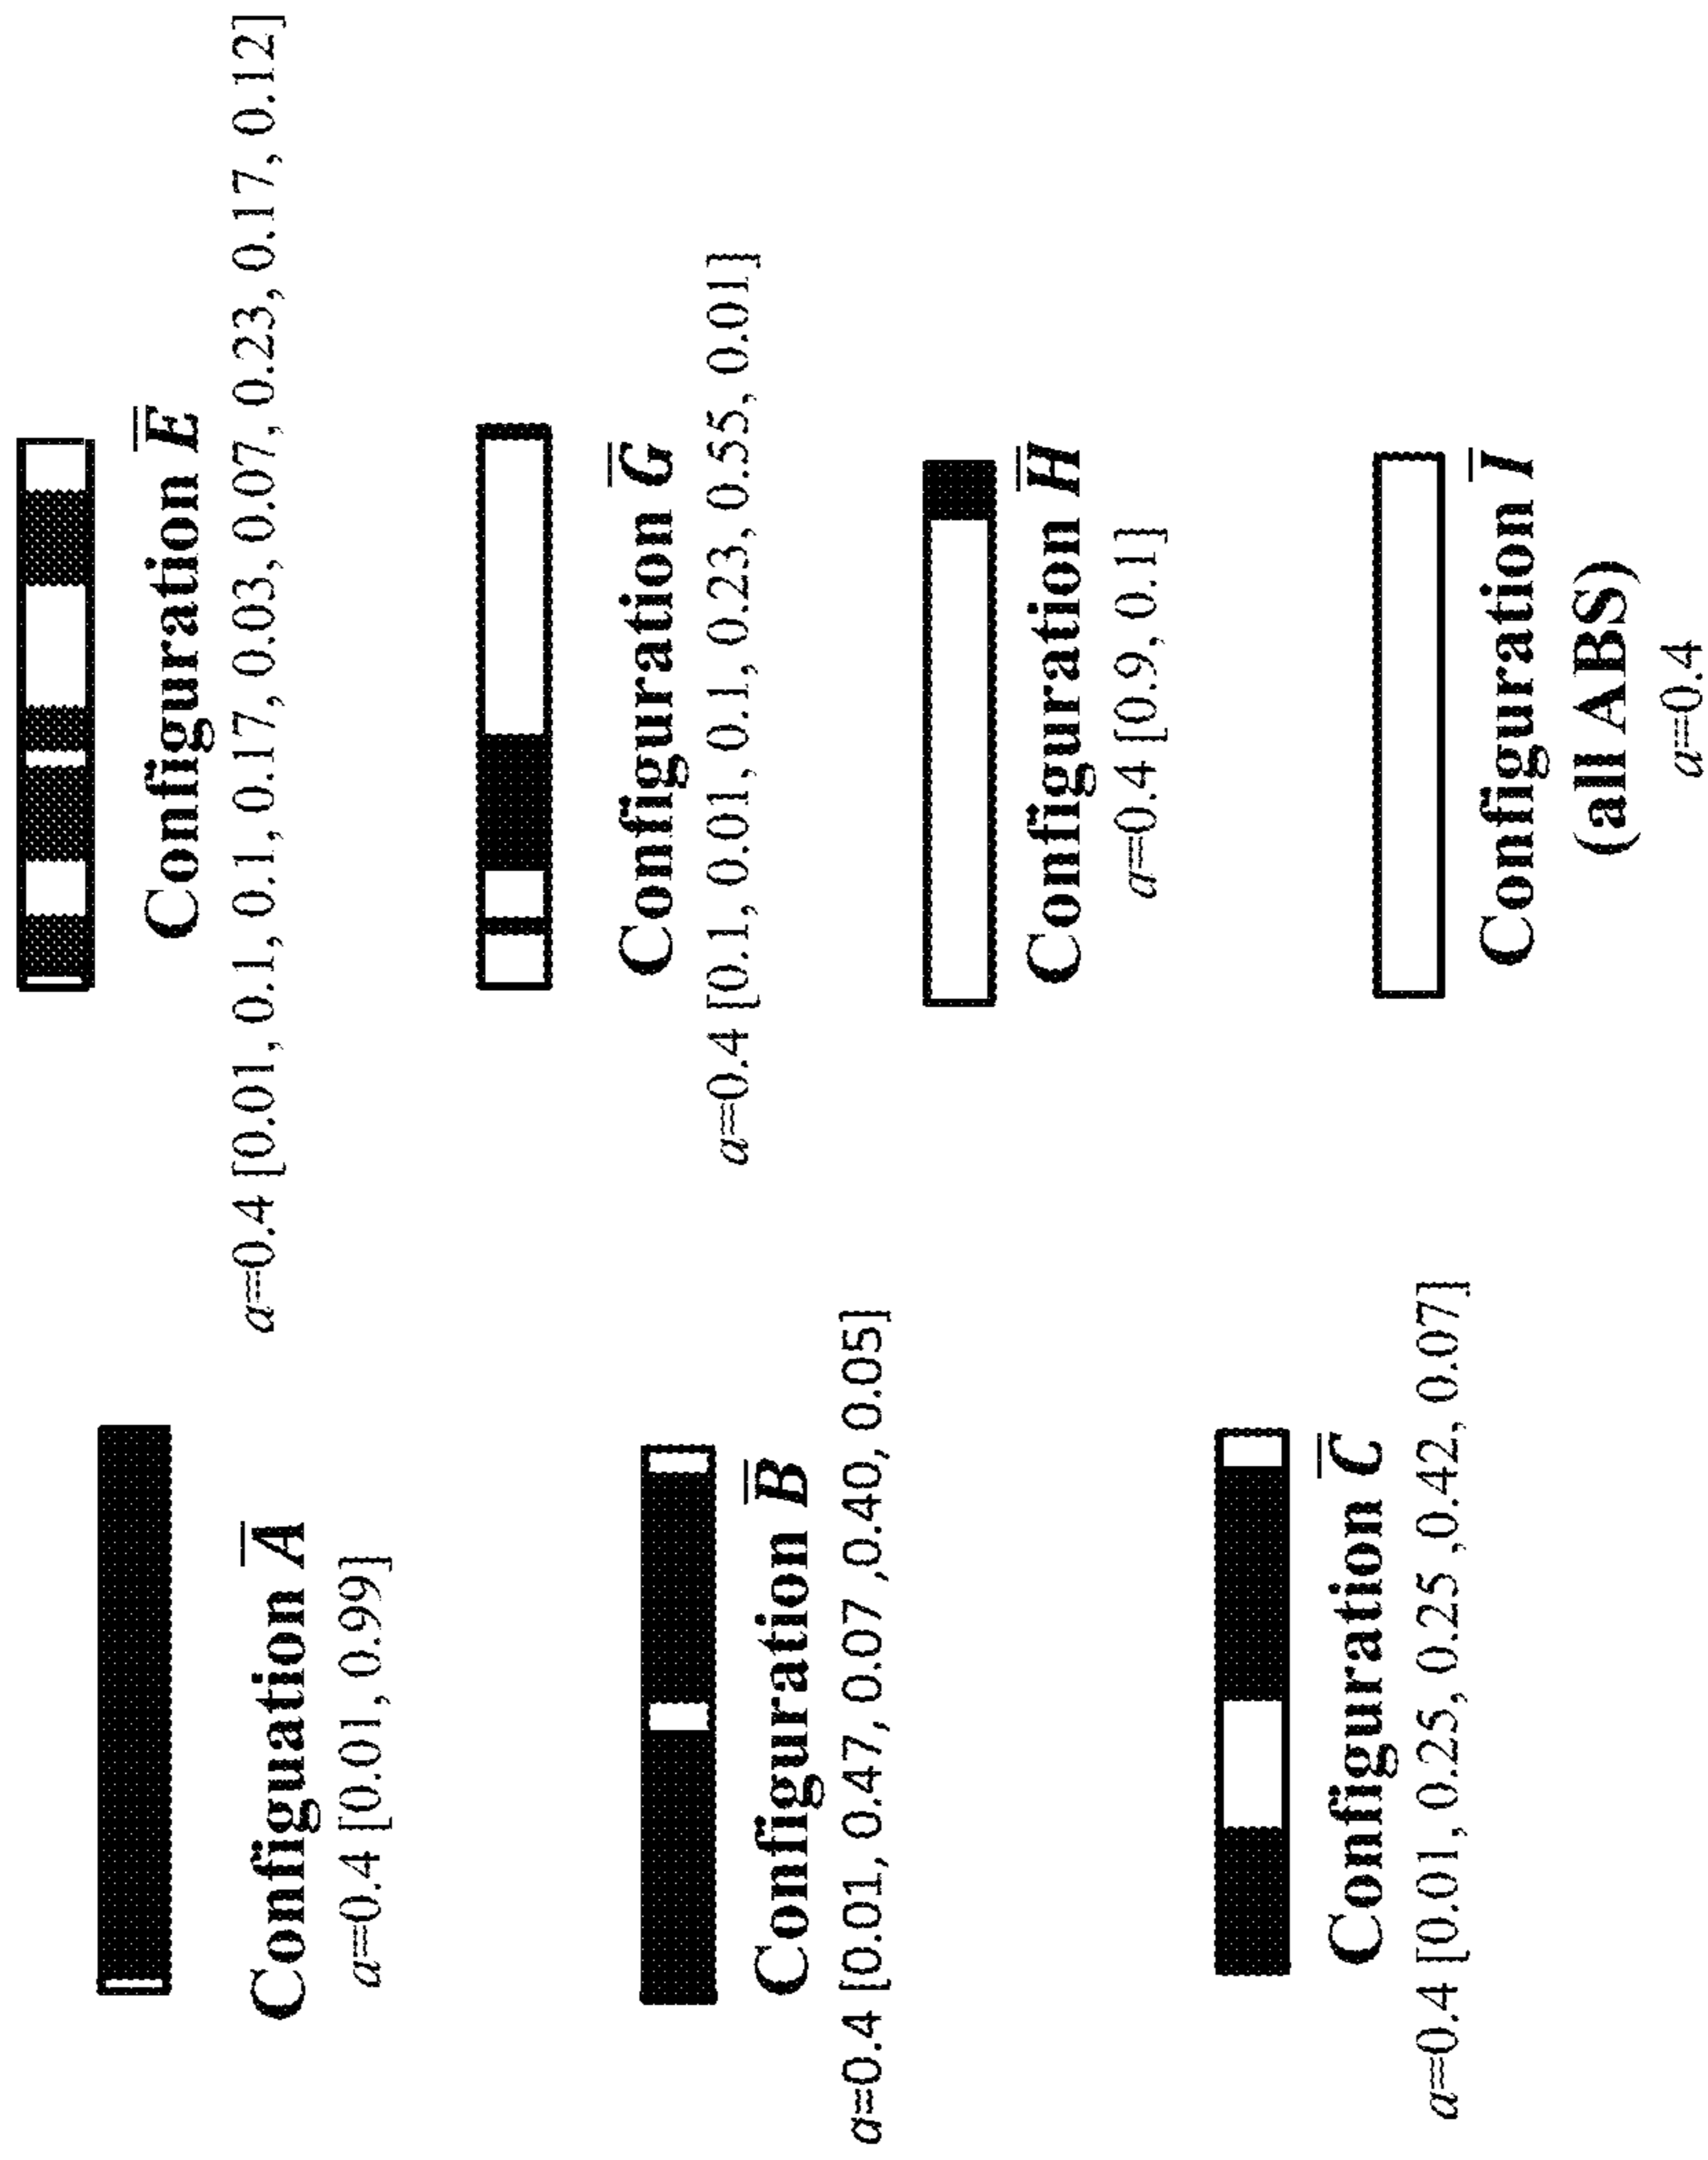 Configuation A̅
a=0.4 [0.01, 0.99]
Configuration B̅
a=0.4 [0.01, 0.47, 0.07 ,0.40, 0.05]
Configuration C̅
a=0.4 [0.01, 0.25, 0.25 ,0.42, 0.07]
Configuration E̅
a=0.4 [0.01, 0.1, 0.1, 0.17, 0.03, 0.07, 0.23, 0.17, 0.12]
Configuration G̅
a=0.4 [0.1, 0.01, 0.1, 0.23, 0.55, 0.01]
Configuration H̅
a=0.4 [0.9, 0.1]
Configuration I̅
(all ABS)
a=0.4